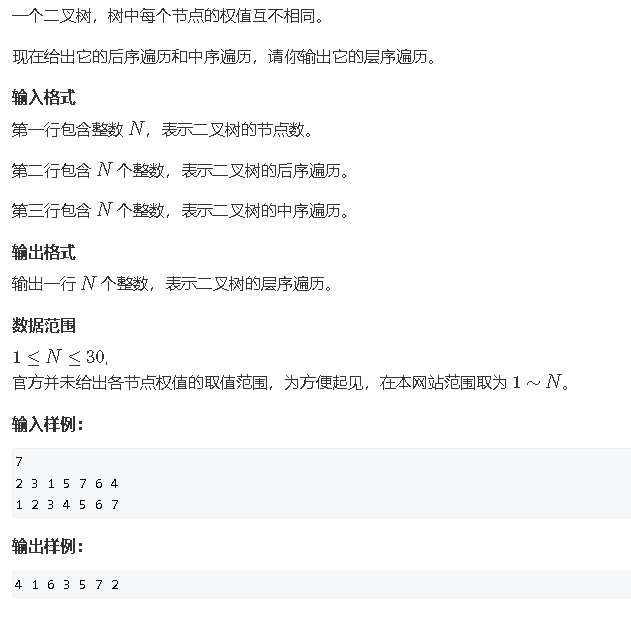 一个二叉树，树中每个节点的权值互不相同。
现在给出它的后序遍历和中序遍历，请你输出它的层序遍历。
输入格式
第一行包含整数 N，表示二叉树的节点数。
第二行包含 N 个整数，表示二叉树的后序遍历。
第三行包含 N 个整数，表示二叉树的中序遍历。
输出格式
输出一行 N 个整数，表示二叉树的层序遍历。
数据范围
1 ≤ N ≤ 30,
官方并未给出各节点权值的取值范围，为方便起见，在本网站范围取为 1 ∼ N。
输入样例：
7
2 3 1 5 7 6 4
1 2 3 4 5 6 7
输出样例：
4 1 6 3 5 7 2